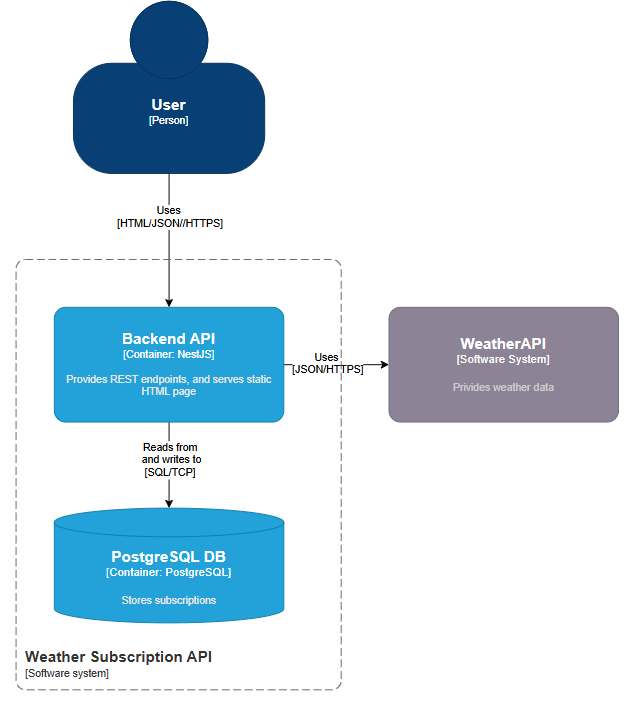 User
[Person]
Uses
[HTML/JSON//HTTPS]
Backend API
[Container: NestJS]
Provides REST endpoints, and serves static
HTML page
Uses
[JSON/HTTPS]
WeatherAPI
[Software System]
Privides weather data
Reads from
and writes to
[SQL/TCP]
PostgreSQL DB
[Container: PostgreSQL]
Stores subscriptions
Weather Subscription API
[Software system]